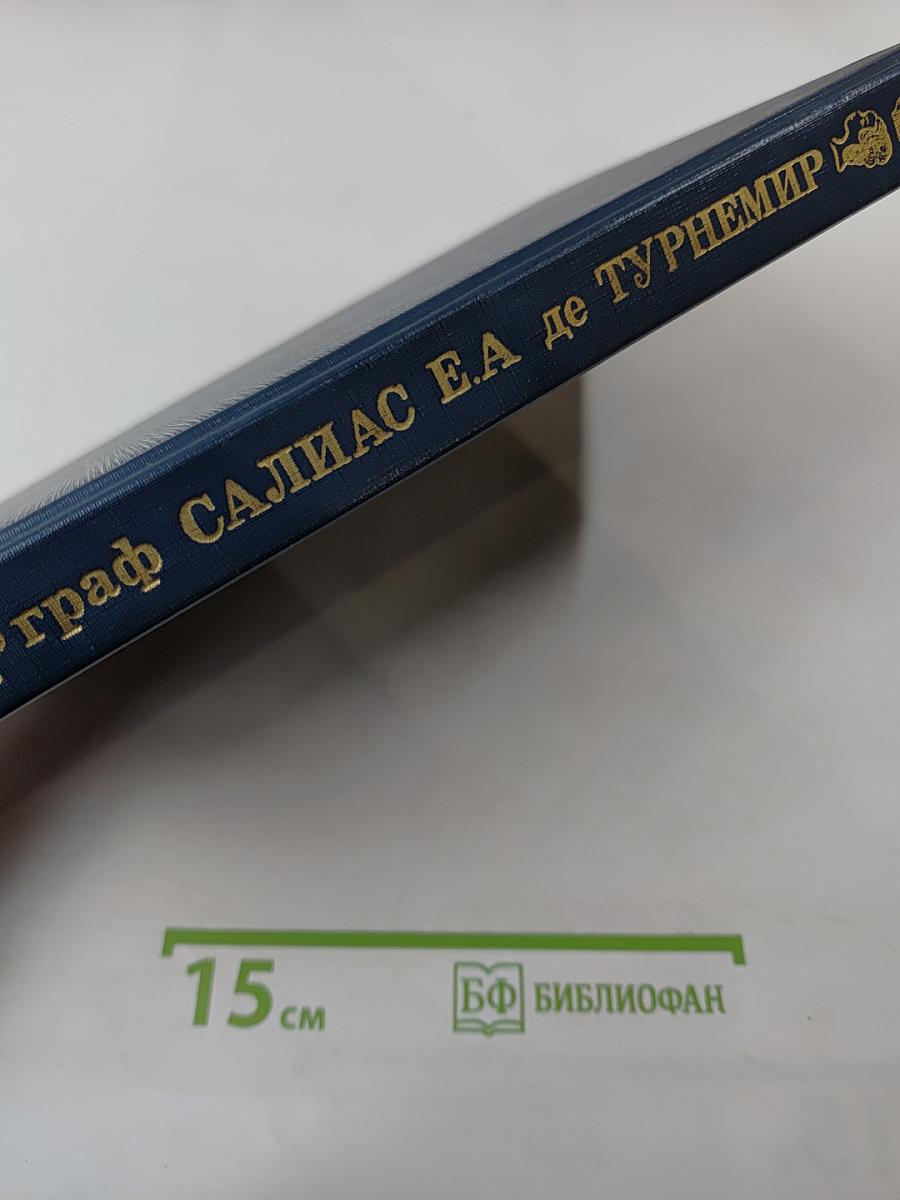 граф САЛИАС Е.А де ТУРНЕМИР
15 см
БФ БИБЛИОФАН